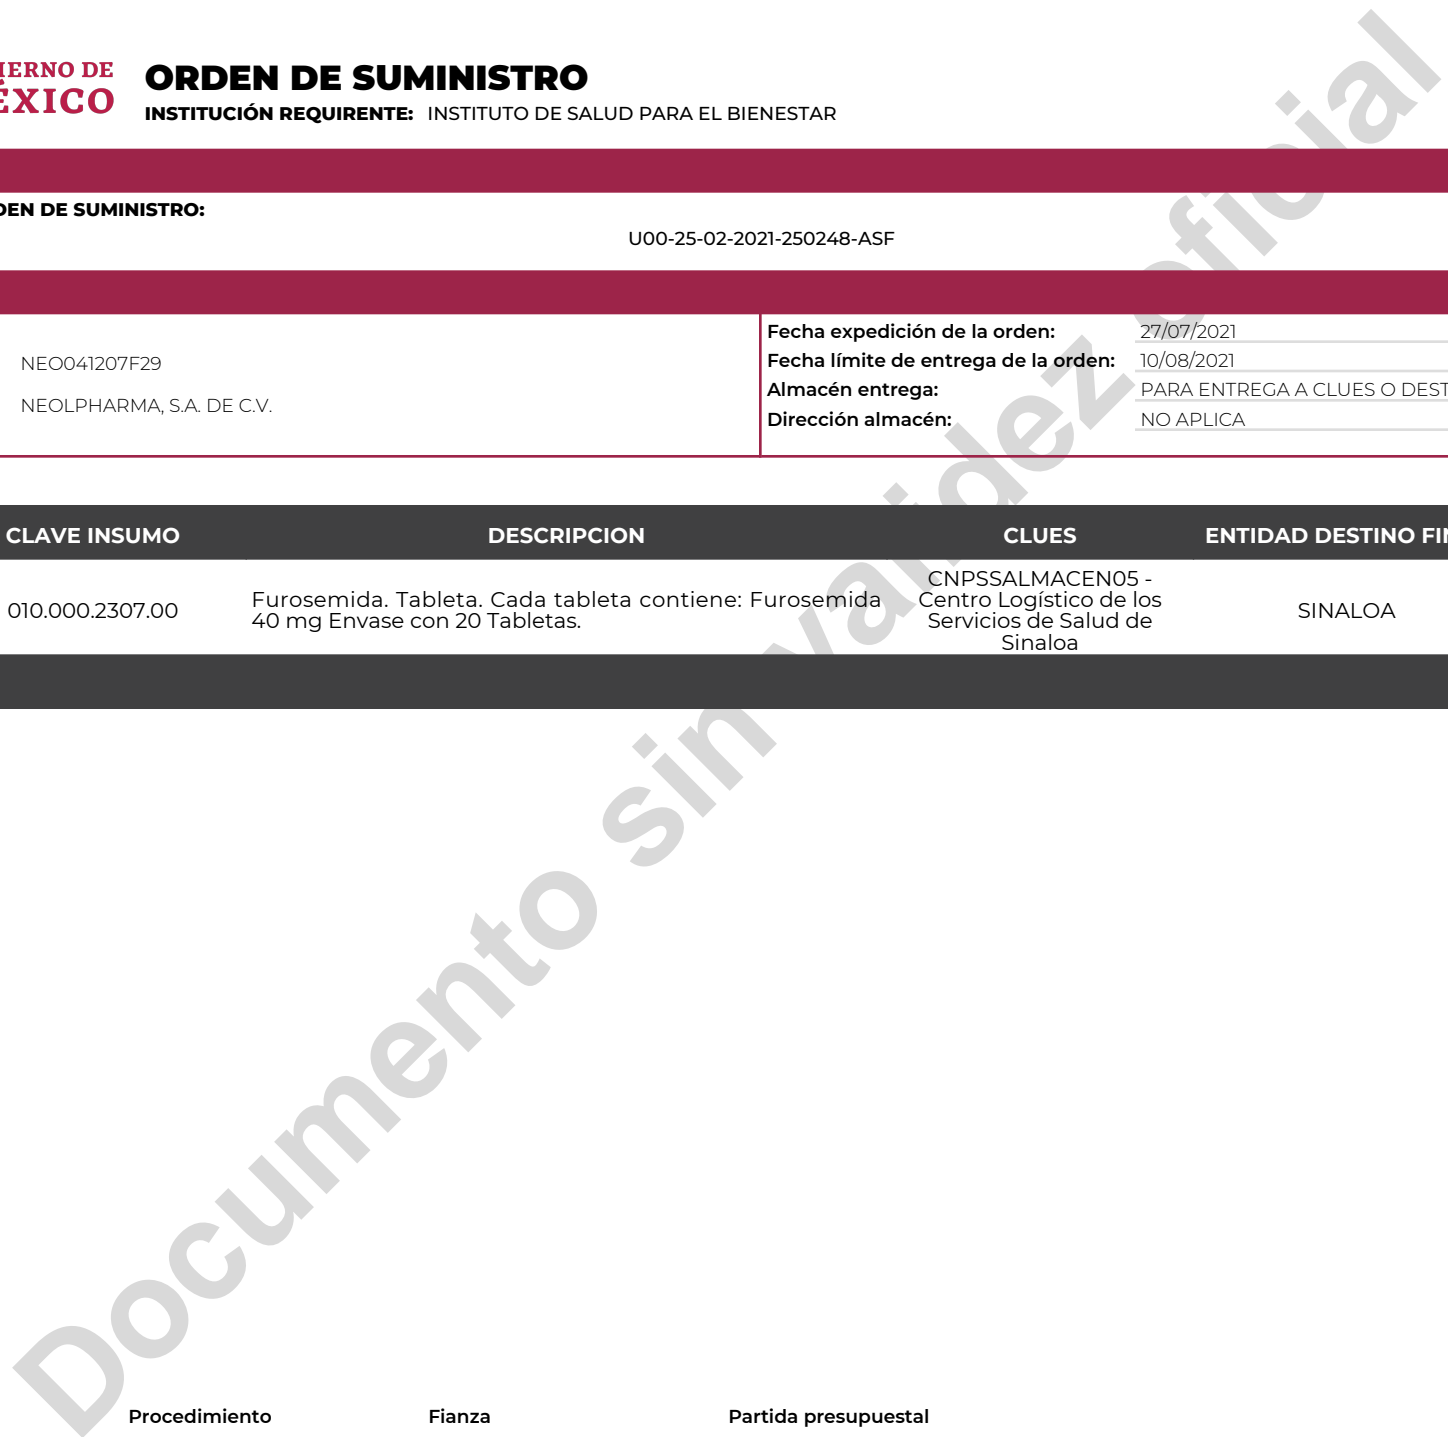 IERNO DE
ÉXICO
ORDEN DE SUMINISTRO
INSTITUCIÓN REQUIRENTE: INSTITUTO DE SALUD PARA EL BIENESTAR
DEN DE SUMINISTRO:
U00-25-02-2021-250248-ASF
NEO041207F29
NEOLPHARMA, S.A. DE C.V.
Fecha expedición de la orden: 27/07/2021
Fecha límite de entrega de la orden: 10/08/2021
Almacén entrega: PARA ENTREGA A CLUES O DEST
Dirección almacén: NO APLICA
CLAVE INSUMO DESCRIPCION CLUES ENTIDAD DESTINO FIN
010.000.2307.00
Furosemida. Tableta. Cada tableta contiene: Furosemida
40 mg Envase con 20 Tabletas.
CNPSSALMACEN05 -
Centro Logístico de los
Servicios de Salud de
Sinaloa
SINALOA
Documento sin validez oficial
Procedimiento Fianza Partida presupuestal